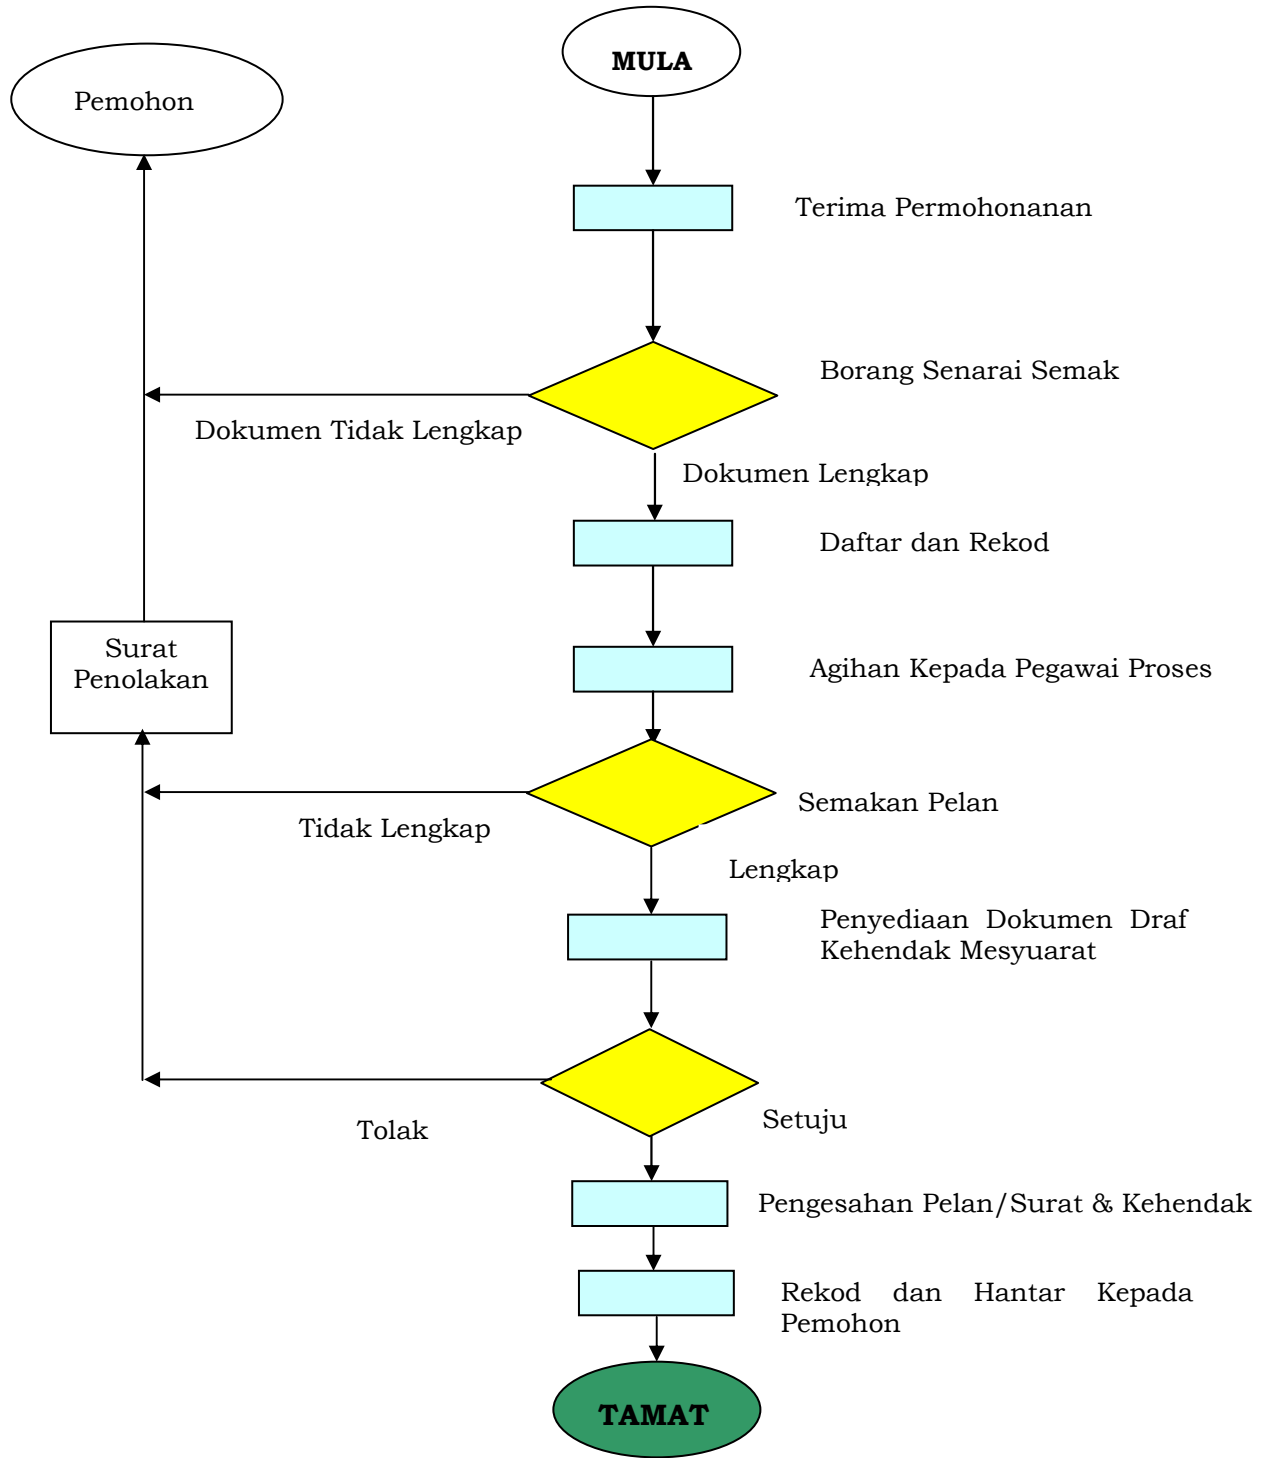 MULA
Pemohon
Terima Permohonanan
Borang Senarai Semak
Dokumen Tidak Lengkap
Dokumen Lengkap
Daftar dan Rekod
Surat
Penolakan
Agihan Kepada Pegawai Proses
Semakan Pelan
Tidak Lengkap
Lengkap
Penyediaan Dokumen Draf
Kehendak Mesyuarat
Setuju
Tolak
Pengesahan Pelan/Surat & Kehendak
Rekod dan Hantar Kepada
Pemohon
TAMAT